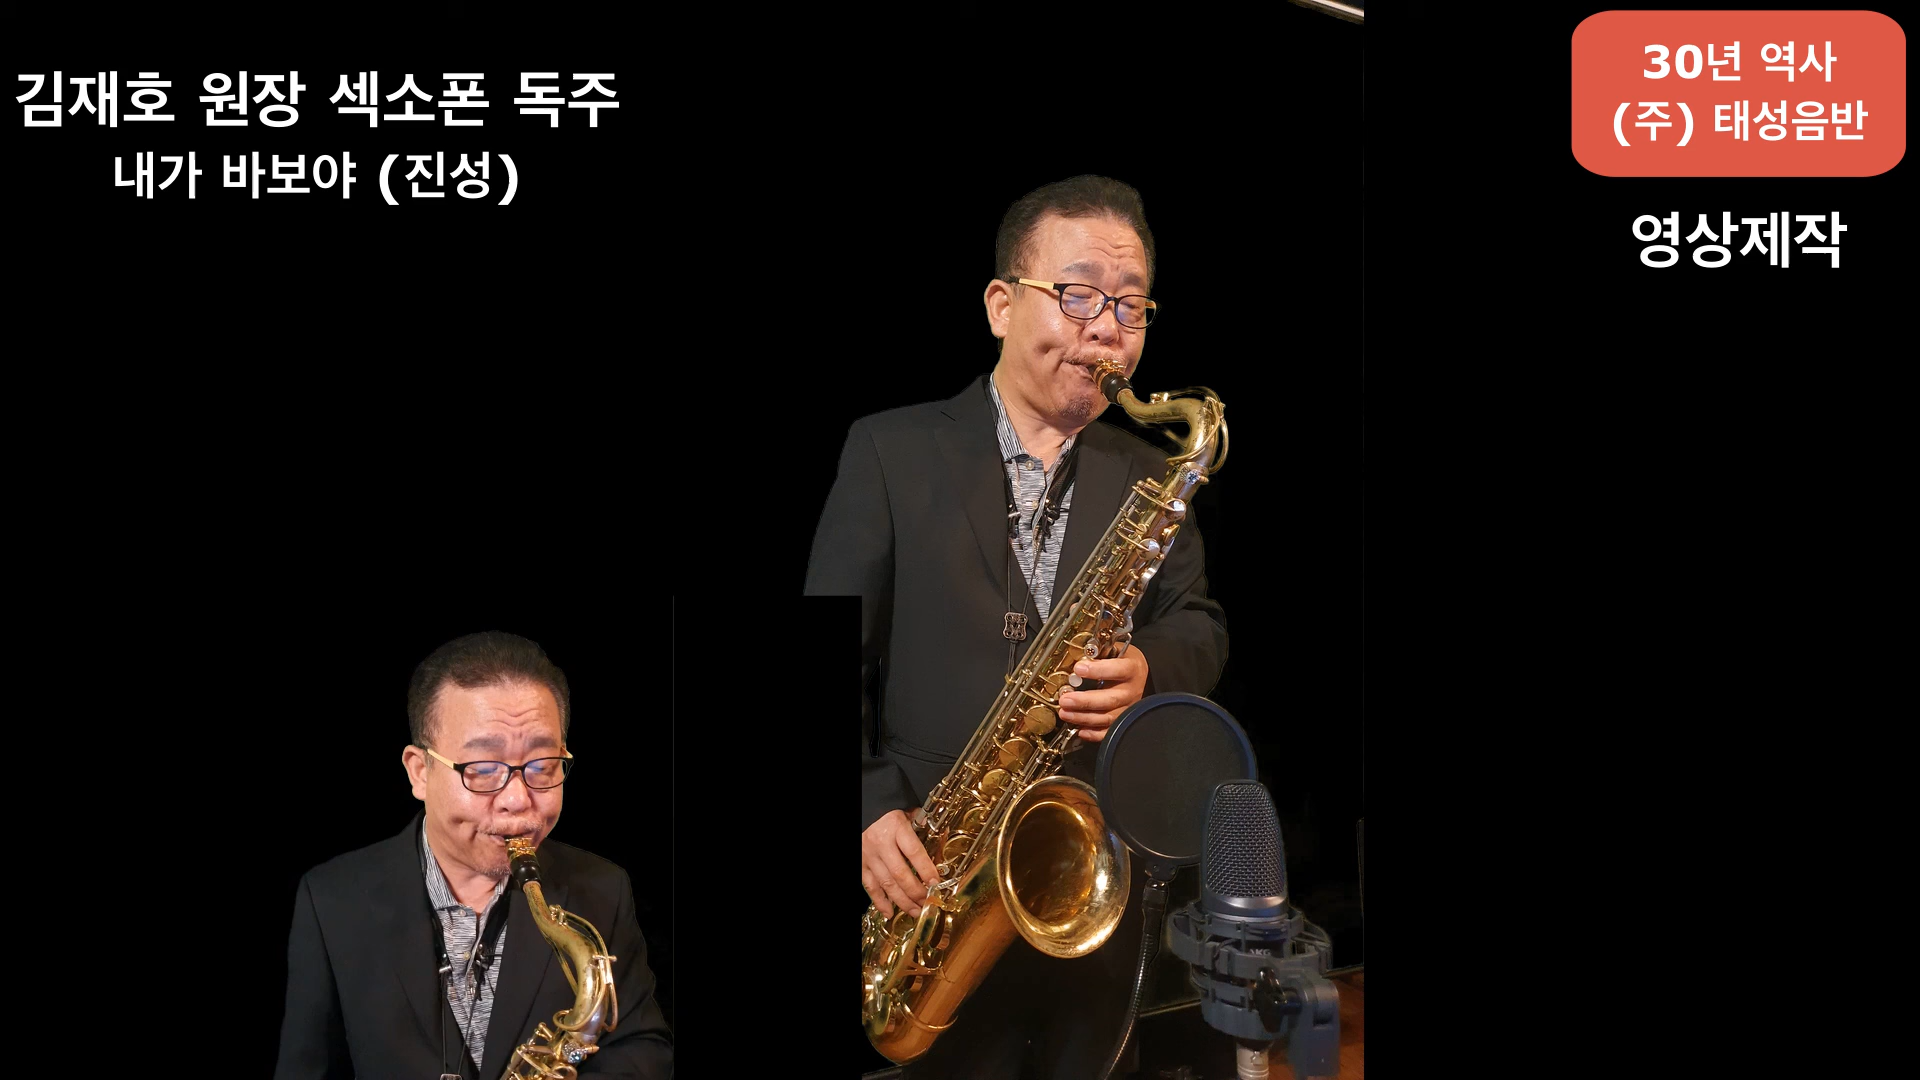 김재호 원장 섹소폰 독주
내가 바보야 (진성)
30년 역사
(주) 태성음반
영상제작